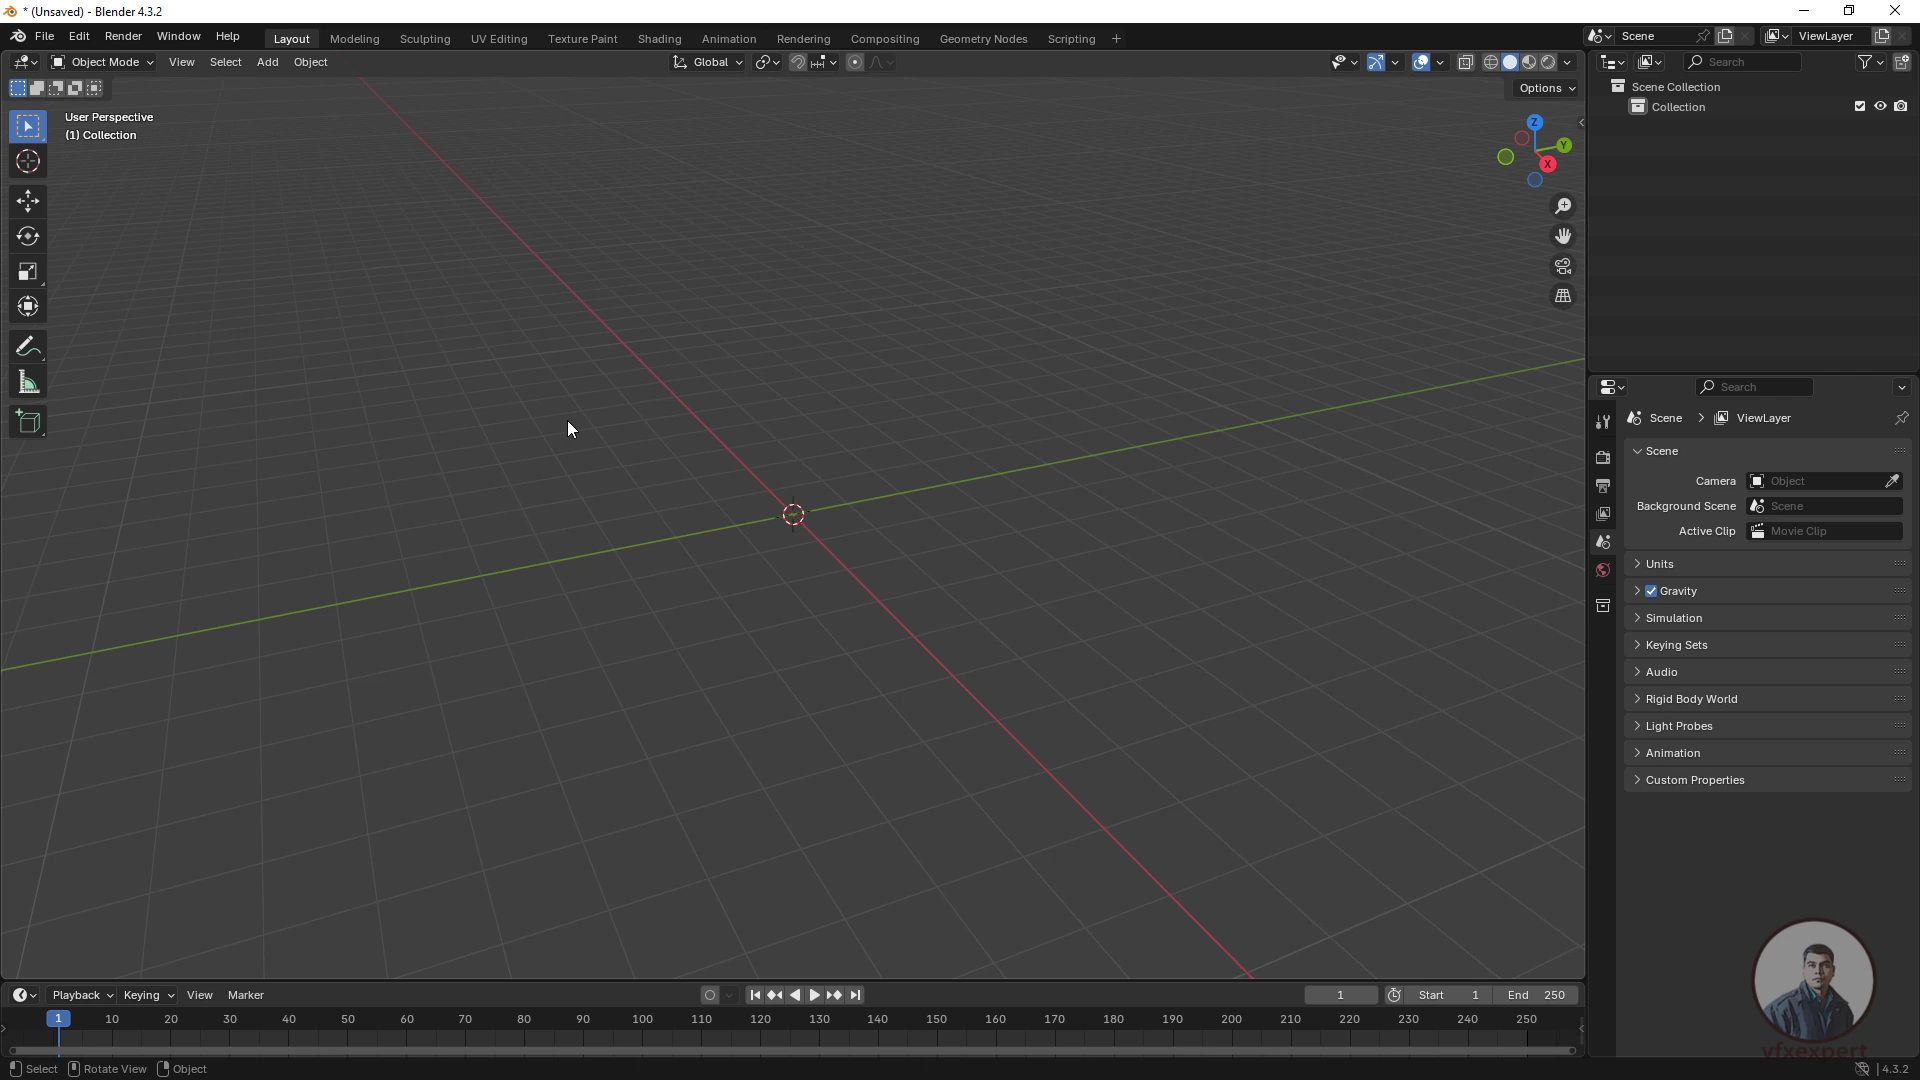 * (Unsaved) - Blender 4.3.2
File Edit Render Window Help Layout Modeling Sculpting UV Editing Texture Paint Shading Animation Rendering Compositing Geometry Nodes Scripting + Scene ViewLayer
Object Mode View Select Add Object Global Search
Options
User Perspective
(1) Collection
Z
Y
X
Scene Collection
Collection
Search
Scene > ViewLayer
Scene
Camera Object
Background Scene Scene
Active Clip Movie Clip
Units
Gravity
Simulation
Keying Sets
Audio
Rigid Body World
Light Probes
Animation
Custom Properties
Playback Keying View Marker 1 Start 1 End 250
1 10 20 30 40 50 60 70 80 90 100 110 120 130 140 150 160 170 180 190 200 210 220 230 240 250
vfxexpert
Select Rotate View Object 4.3.2